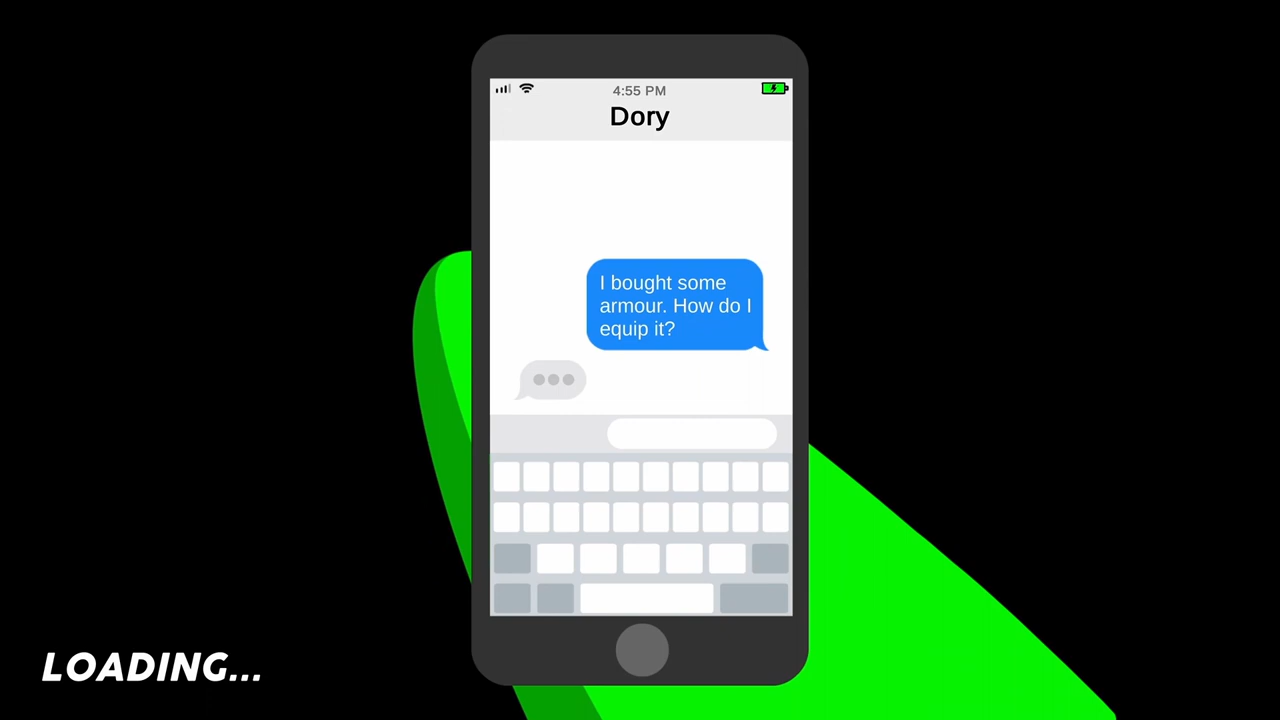 4:55 PM
Dory
I bought some
armour. How do I
equip it?
LOADING...